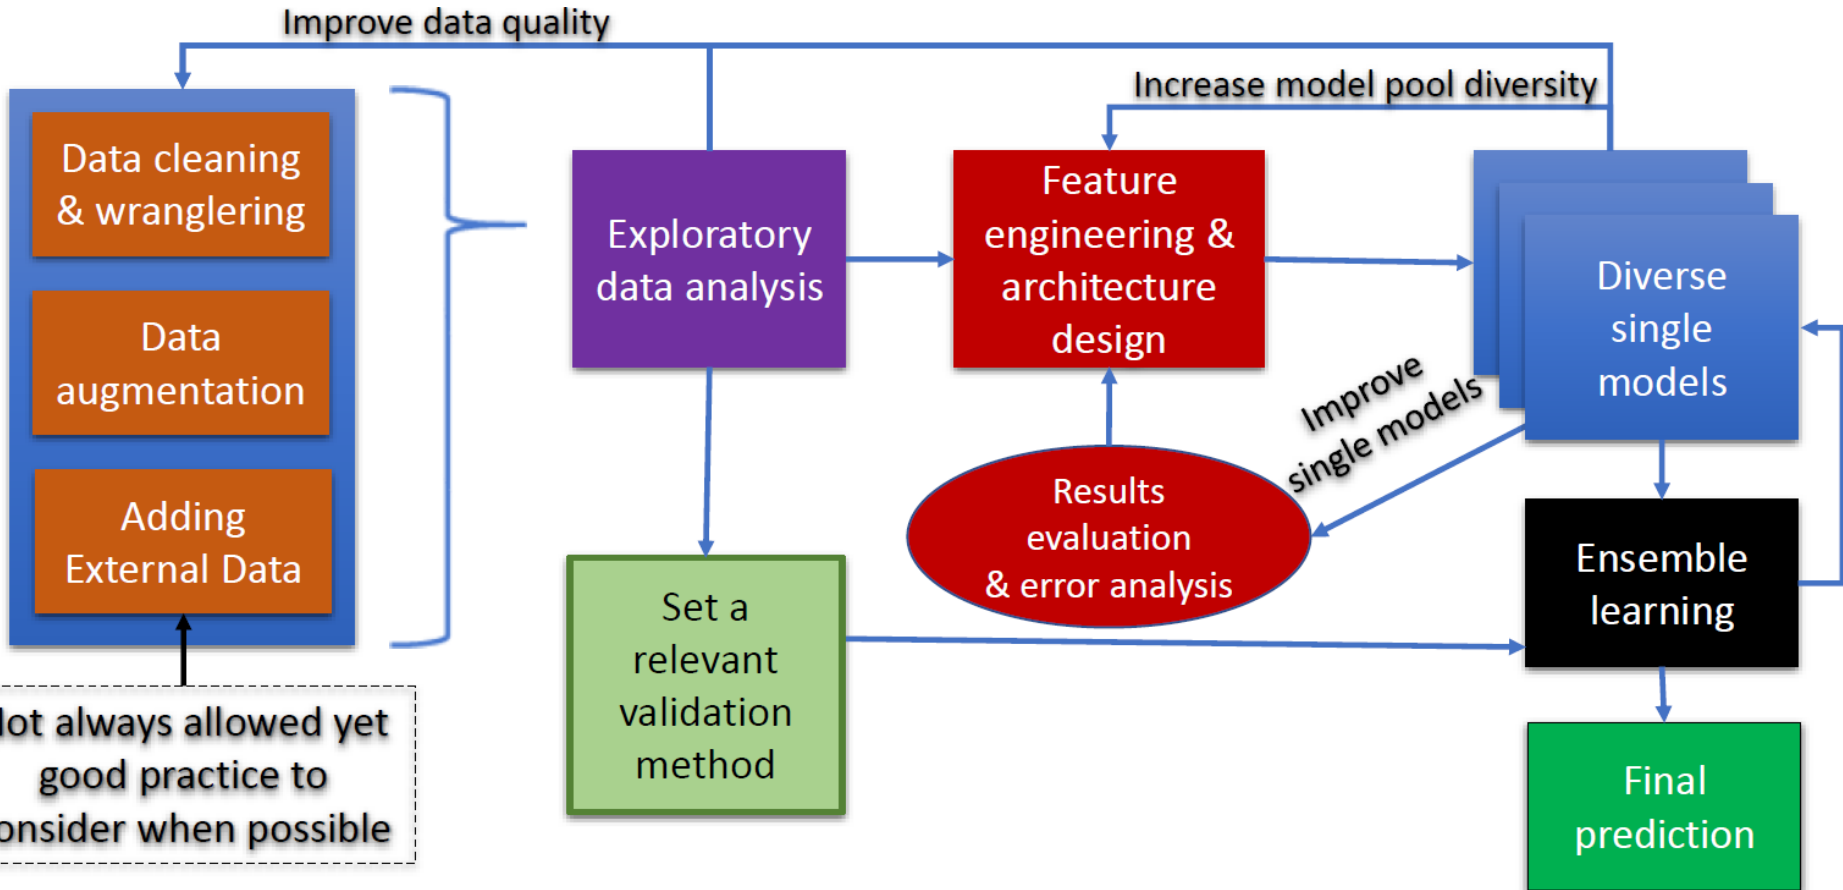 Improve data quality
Increase model pool diversity
Data cleaning
& wranglering
Data
augmentation
Adding
External Data
ot always allowed yet
good practice to
onsider when possible
Exploratory
data analysis
Set a
relevant
validation
method
Feature
engineering &
architecture
design
Improve
single models
Results
evaluation
& error analysis
Diverse
single
models
Ensemble
learning
Final
prediction